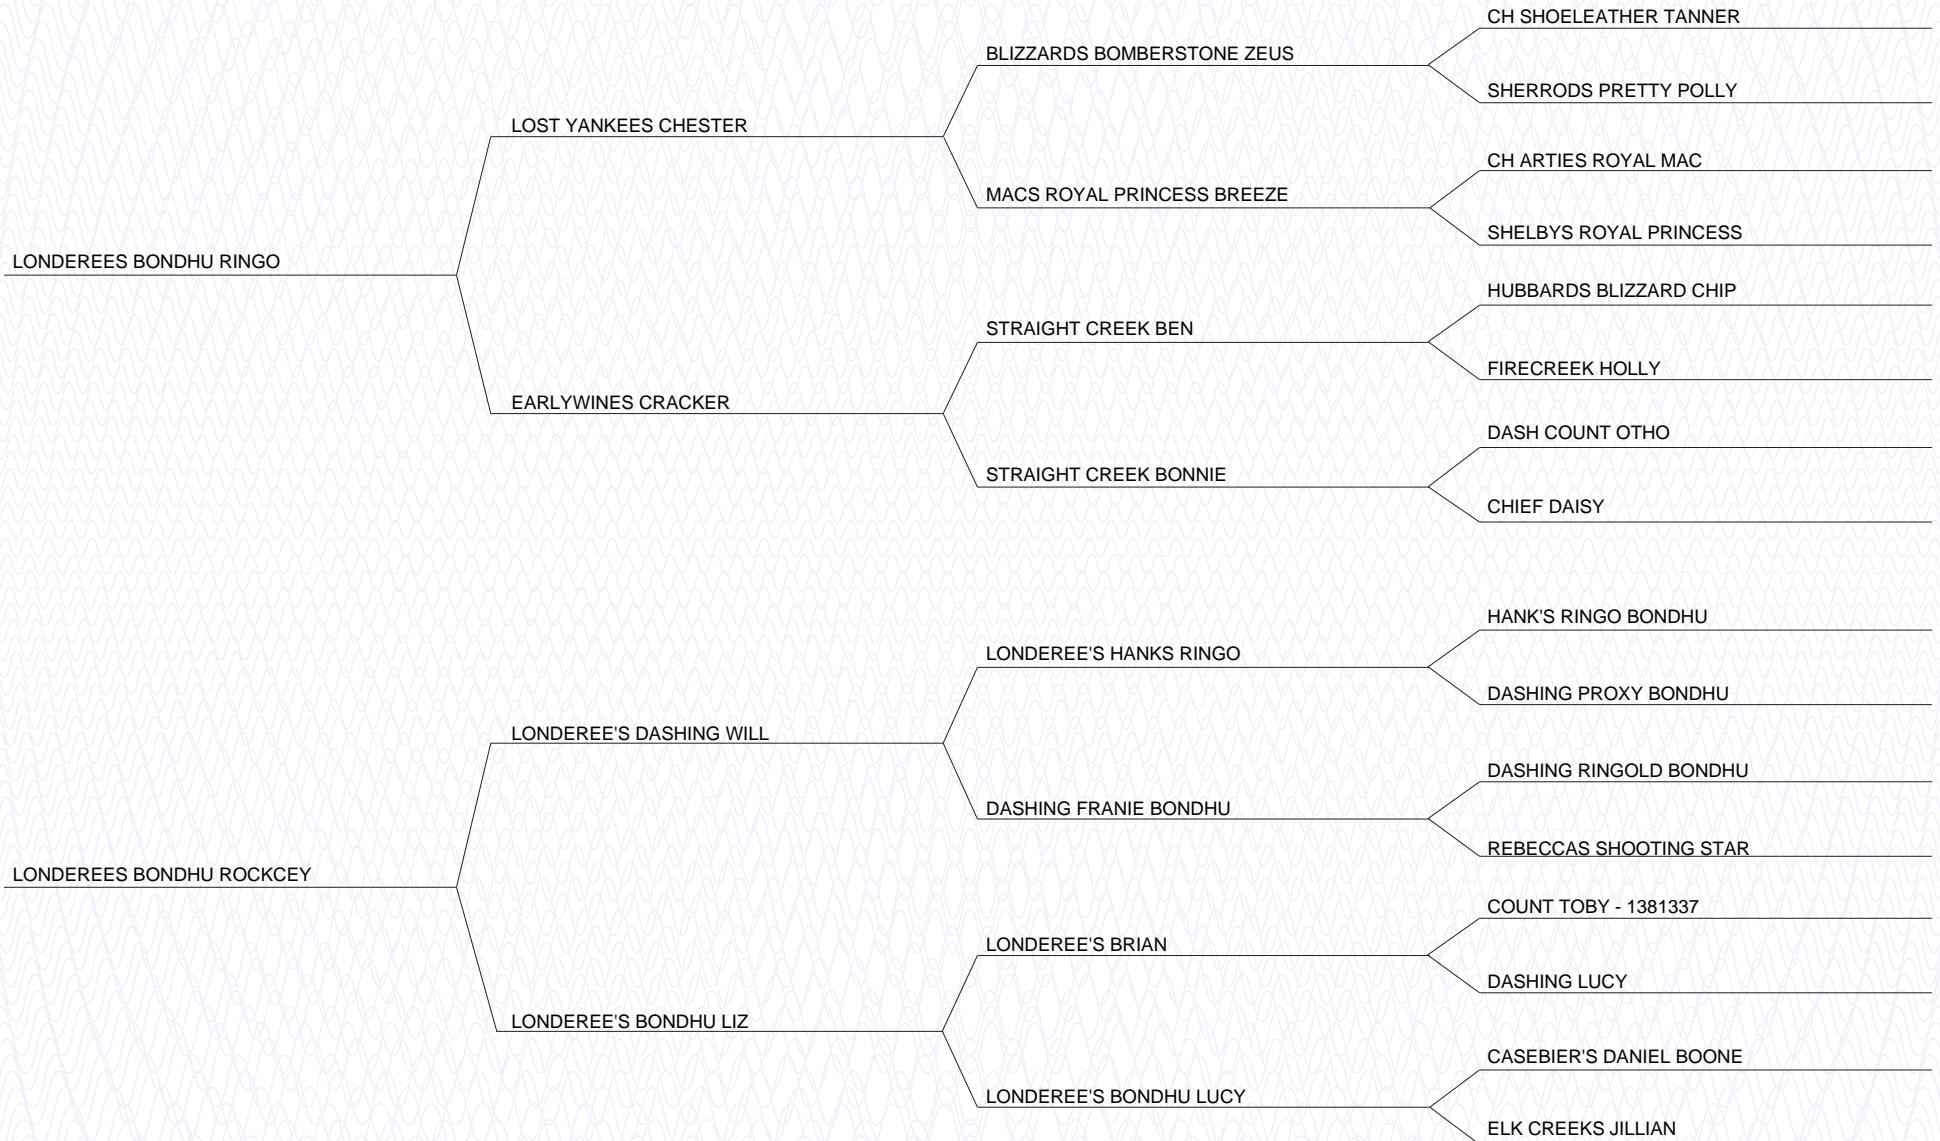 CH SHOELEATHER TANNER
BLIZZARDS BOMBERSTONE ZEUS
SHERRODS PRETTY POLLY
LOST YANKEES CHESTER
CH ARTIES ROYAL MAC
MACS ROYAL PRINCESS BREEZE
SHELBYS ROYAL PRINCESS
LONDEREES BONDHU RINGO
HUBBARDS BLIZZARD CHIP
STRAIGHT CREEK BEN
FIRECREEK HOLLY
EARLYWINES CRACKER
DASH COUNT OTHO
STRAIGHT CREEK BONNIE
CHIEF DAISY
HANK'S RINGO BONDHU
LONDEREE'S HANKS RINGO
DASHING PROXY BONDHU
LONDEREE'S DASHING WILL
DASHING RINGOLD BONDHU
DASHING FRANIE BONDHU
REBECCAS SHOOTING STAR
LONDEREES BONDHU ROCKCEY
COUNT TOBY - 1381337
LONDEREE'S BRIAN
DASHING LUCY
LONDEREE'S BONDHU LIZ
CASEBIER'S DANIEL BOONE
LONDEREE'S BONDHU LUCY
ELK CREEKS JILLIAN